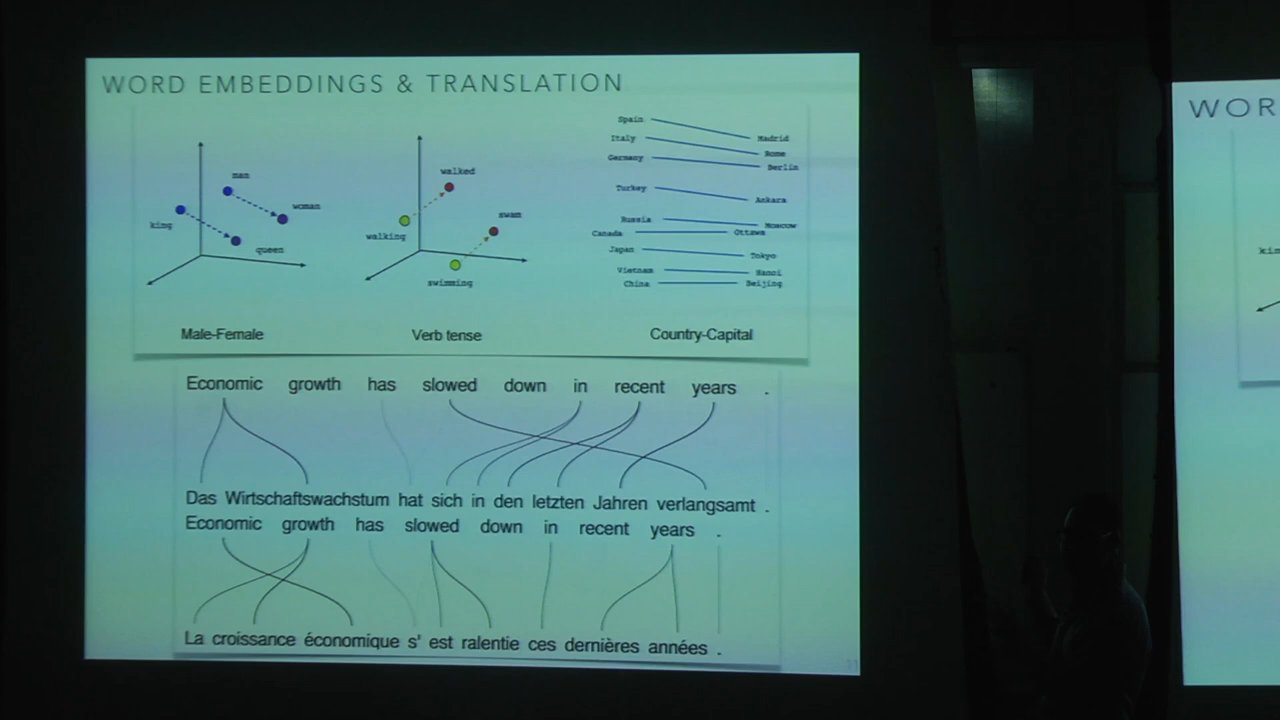 WORD EMBEDDINGS & TRANSLATION
man
woman
king
queen
Male-Female
walked
swam
walking
swimming
Verb tense
Spain Madrid
Italy Rome
Germany Berlin
Turkey Ankara
Russia Moscow
Canada Ottawa
Japan Tokyo
Vietnam Hanoi
China Beijing
Country-Capital
Economic growth has slowed down in recent years .
Das Wirtschaftswachstum hat sich in den letzten Jahren verlangsamt .
Economic growth has slowed down in recent years .
La croissance économique s' est ralentie ces dernières années .
31
WOR
kin